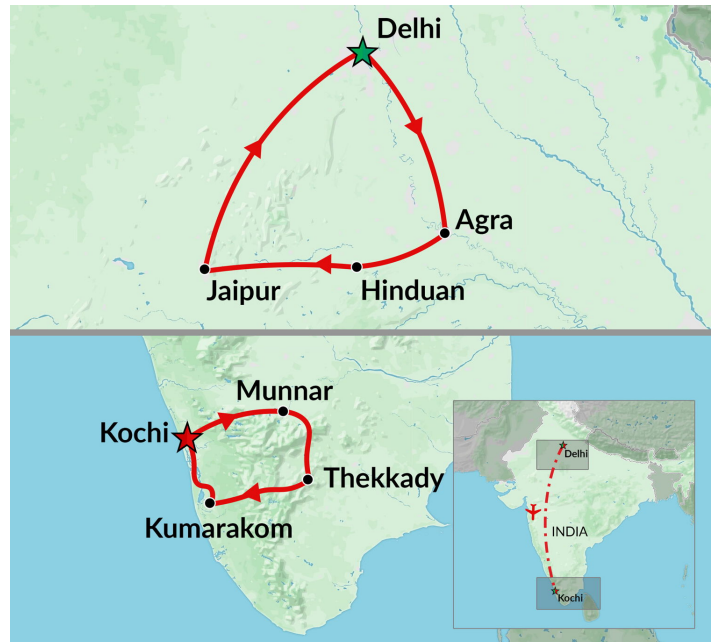 Delhi
Agra
Jaipur
Hinduan
Munnar
Kochi
Thekkady
Kumarakom
Delhi
INDIA
Kochi